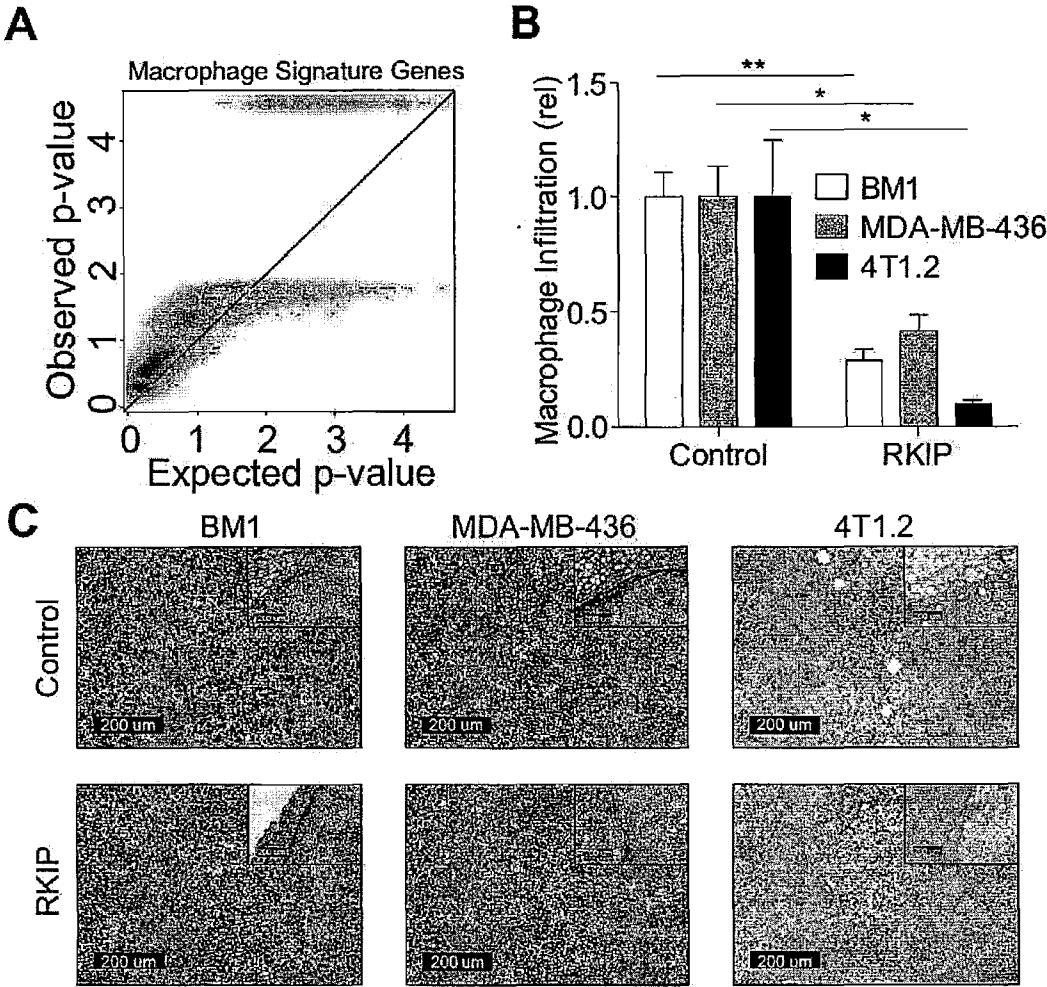 A
Macrophage Signature Genes
Observed p-value
4
3
2
1
0
0 1 2 3 4
Expected p-value
B
**
*
*
Macrophage Infiltration (rel)
1.5
1.0
0.5
0.0
BM1
MDA-MB-436
4T1.2
Control RKIP
C
BM1 MDA-MB-436 4T1.2
Control
200 um 200 um 200 um
RKIP
200 um 200 um 200 um